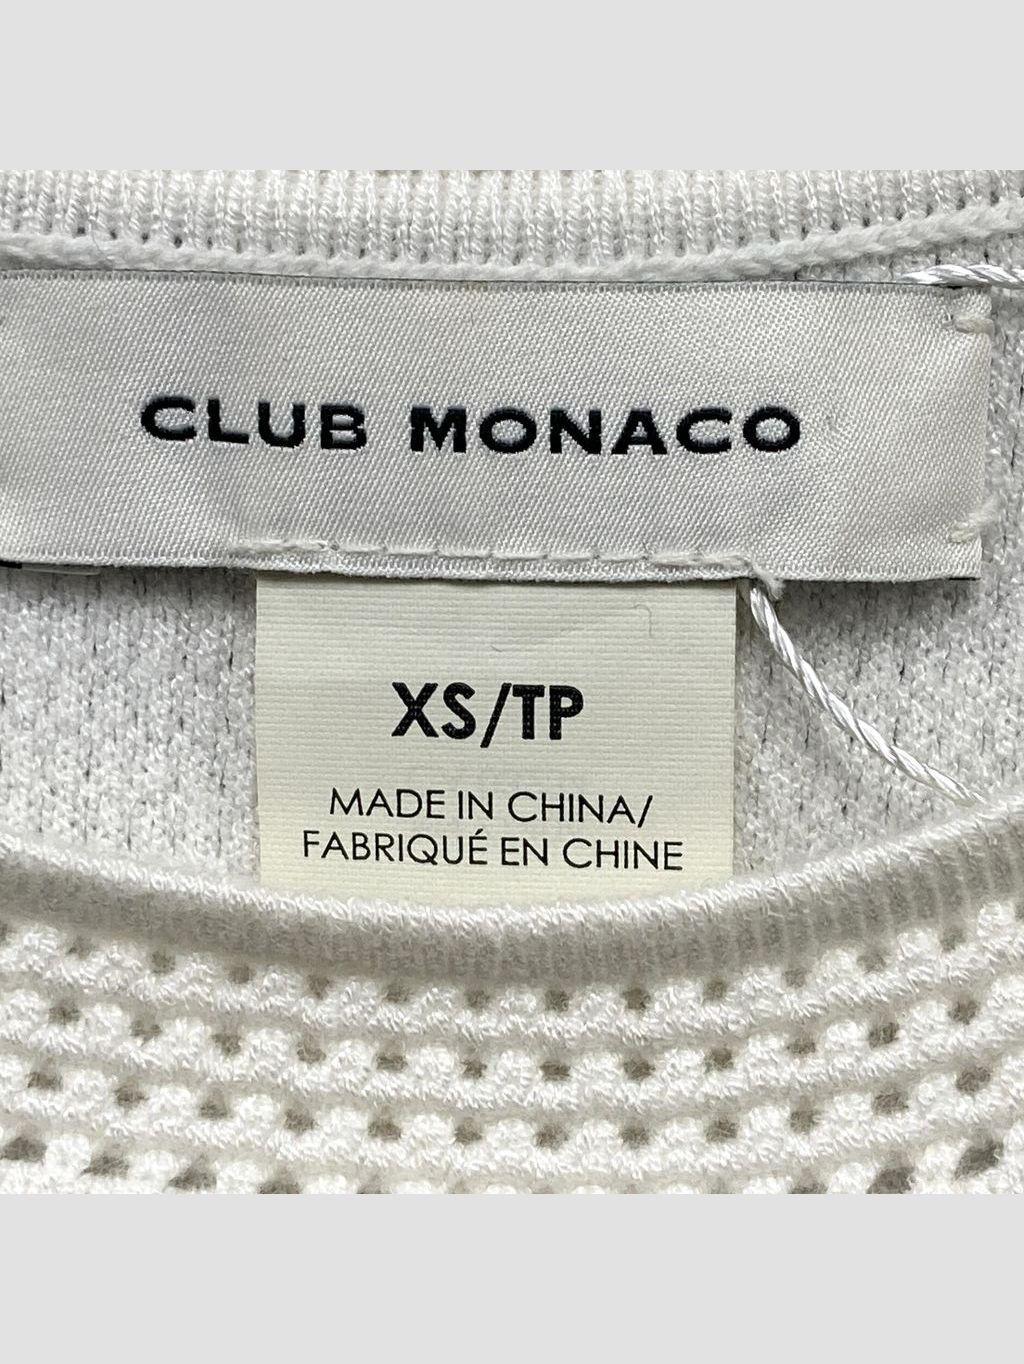 CLUB MONACO
XS/TP
MADE IN CHINA/
FABRIQUÉ EN CHINE